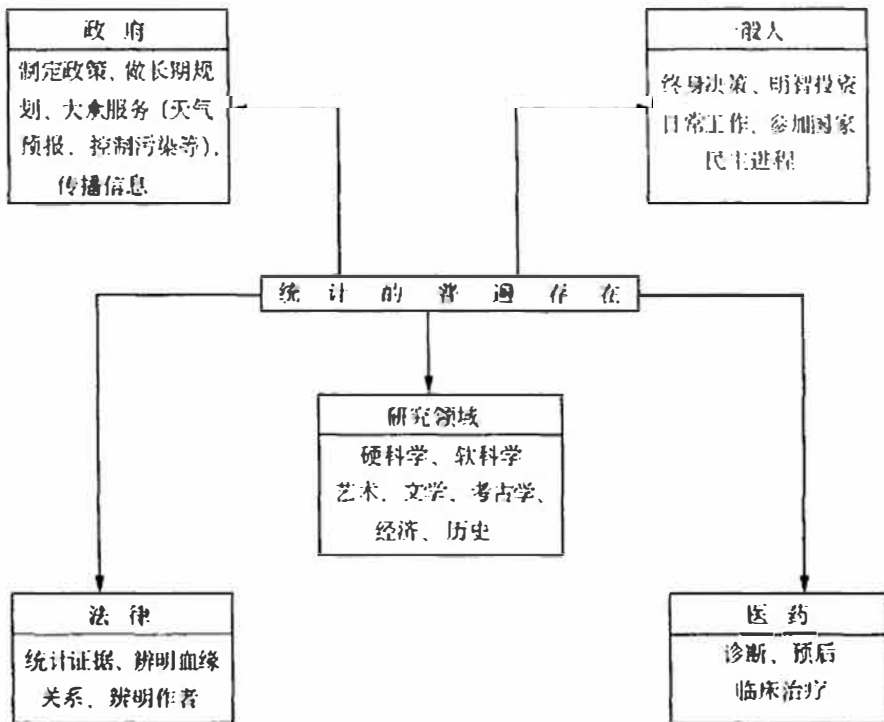 政府
制定政策、做长期规
划、大众服务(天气
预报、控制污染等),
传播信息
一般人
终身决策、明智投资
日常工作、参加国家
民主进程
统计的普遍存在
研究领域
硬科学、软科学
艺术、文学、考古学、
经济、历史
法律
统计证据、辨明血缘
关系、辨明作者
医药
诊断、预后
临床治疗